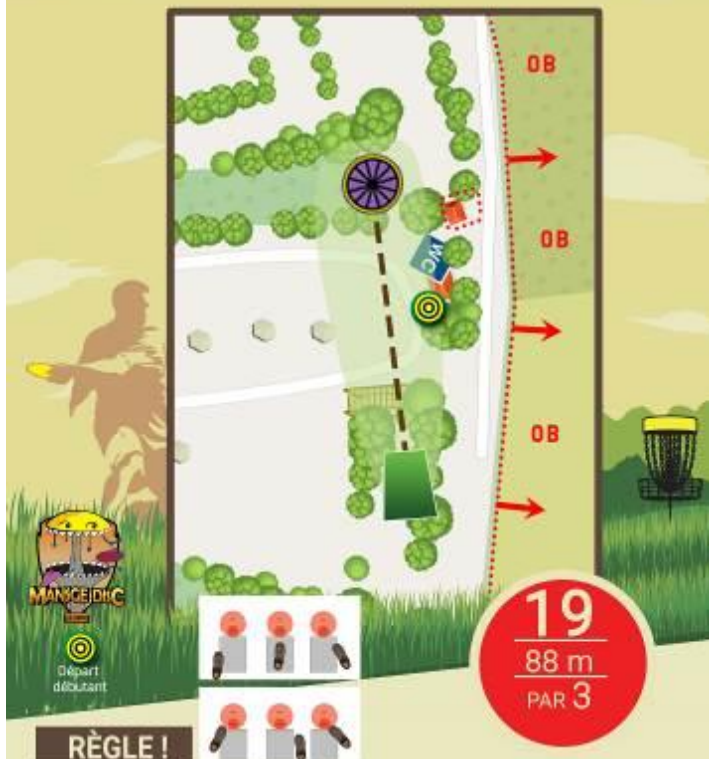 OB
OB
WC
OB
MANGE DISC
Départ
débutant
19
88 m
PAR 3
RÈGLE !